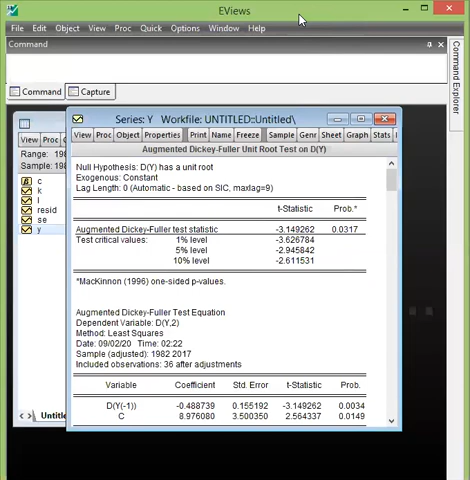 EViews
File Edit Object View Proc Quick Options Window Help
Command
Command Capture
Command Explorer
View Proc
Range: 198
Sample: 198
c
k
l
resid
se
y
Untitle
Series: Y Workfile: UNTITLED::Untitled\
View Proc Object Properties Print Name Freeze Sample Genr Sheet Graph Stats I
Augmented Dickey-Fuller Unit Root Test on D(Y)
Null Hypothesis: D(Y) has a unit root
Exogenous: Constant
Lag Length: 0 (Automatic - based on SIC, maxlag=9)
t-Statistic Prob.*
Augmented Dickey-Fuller test statistic -3.149262 0.0317
Test critical values: 1% level -3.626784
5% level -2.945842
10% level -2.611531
*MacKinnon (1996) one-sided p-values.
Augmented Dickey-Fuller Test Equation
Dependent Variable: D(Y,2)
Method: Least Squares
Date: 09/02/20 Time: 02:22
Sample (adjusted): 1982 2017
Included observations: 36 after adjustments
Variable Coefficient Std. Error t-Statistic Prob.
D(Y(-1)) -0.488739 0.155192 -3.149262 0.0034
C 8.976080 3.500350 2.564337 0.0149